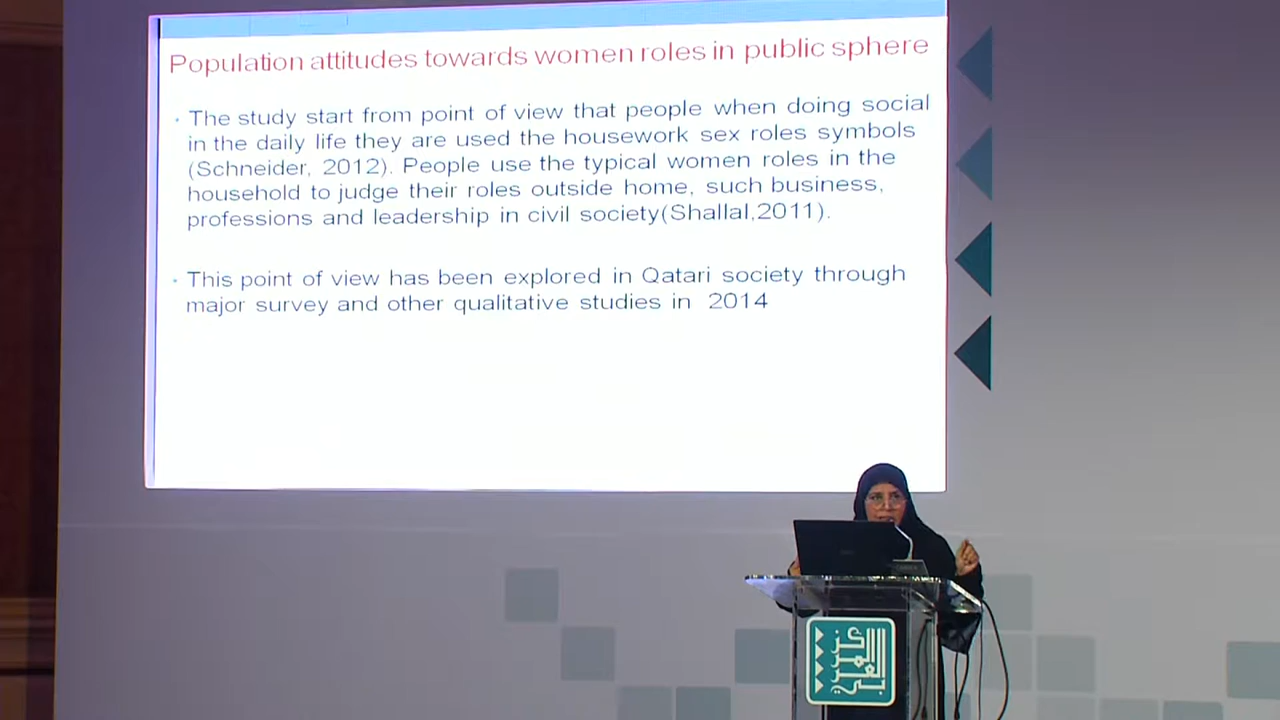 Population attitudes towards women roles in public sphere
The study start from point of view that people when doing social
in the daily life they are used the housework sex roles symbols
(Schneider, 2012). People use the typical women roles in the
household to judge their roles outside home, such business,
professions and leadership in civil society(Shallal,2011).
This point of view has been explored in Qatari society through
major survey and other qualitative studies in 2014